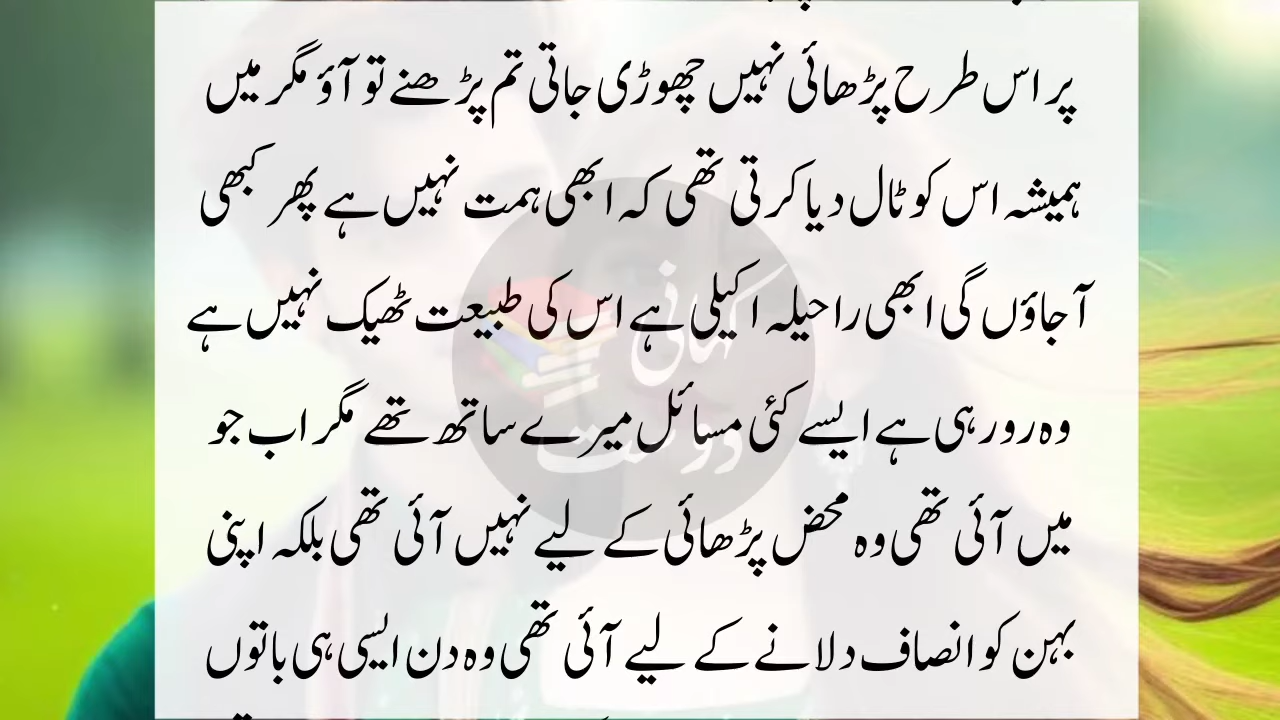 پر اس طرح پڑھائی نہیں چھوڑی جاتی تم پڑھنے تو آؤ مگر میں
ہمیشہ اس کو ٹال دیا کرتی تھی کہ ابھی ہمت نہیں ہے پھر کبھی
آجاؤں گی ابھی راحیلہ اکیلی ہے اس کی طبیعت ٹھیک نہیں ہے
وہ رو رہی ہے ایسے کئی مسائل میرے ساتھ تھے مگر اب جو
میں آئی تھی وہ محض پڑھائی کے لیے نہیں آئی تھی بلکہ اپنی
بہن کو انصاف دلانے کے لیے آئی تھی وہ دن ایسی ہی باتوں
کہانی
دوست